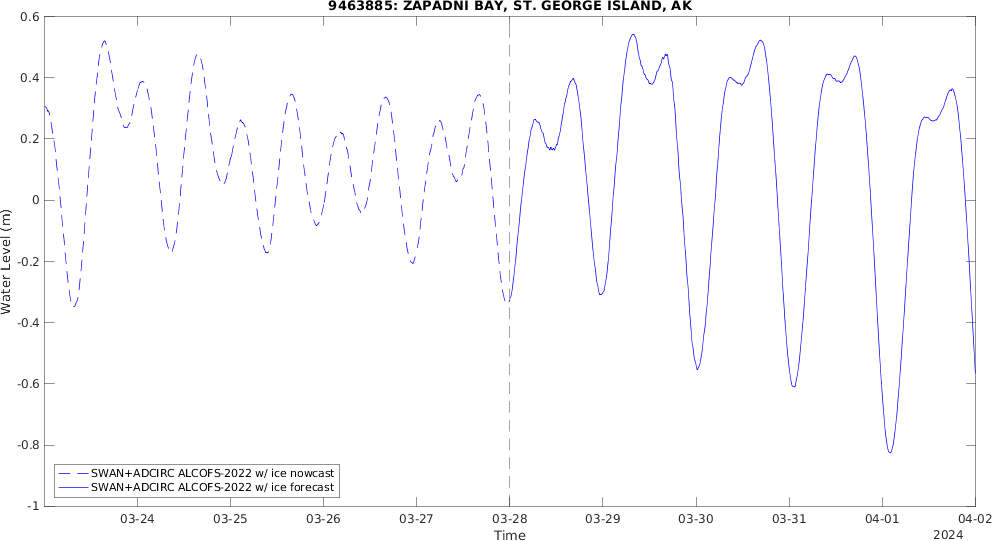 9463885: ZAPADNI BAY, ST. GEORGE ISLAND, AK
0.6
0.4
0.2
0
-0.2
-0.4
-0.6
-0.8
-1
Water Level (m)
SWAN+ADCIRC ALCOFS-2022 w/ ice nowcast
SWAN+ADCIRC ALCOFS-2022 w/ ice forecast
03-24 03-25 03-26 03-27 03-28 03-29 03-30 03-31 04-01 04-02
Time
2024